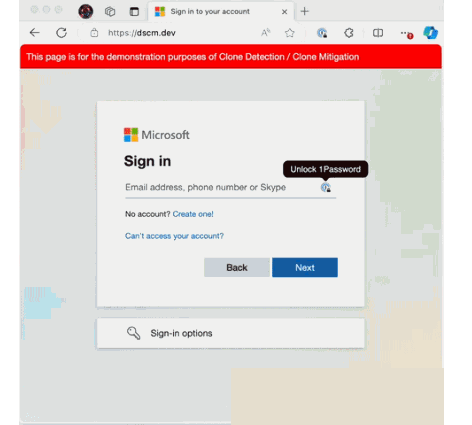 Sign in to your account
https://dscm.dev
This page is for the demonstration purposes of Clone Detection / Clone Mitigation
Microsoft
Sign in
Unlock 1Password
Email address, phone number or Skype
No account? Create one!
Can't access your account?
Back
Next
Sign-in options